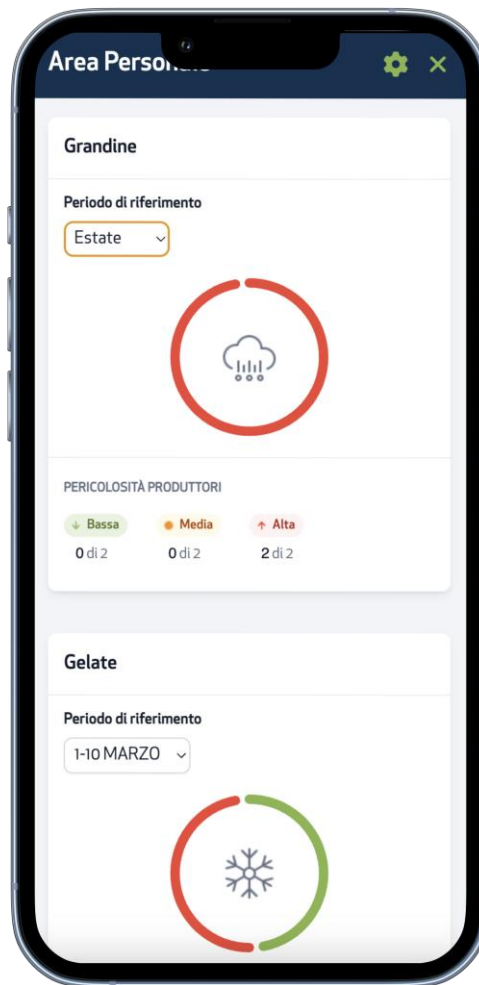 Area Personale
Grandine
Periodo di riferimento
Estate
PERICOLOSITÀ PRODUTTORI
Bassa Media Alta
0 di 2 0 di 2 2 di 2
Gelate
Periodo di riferimento
1-10 MARZO